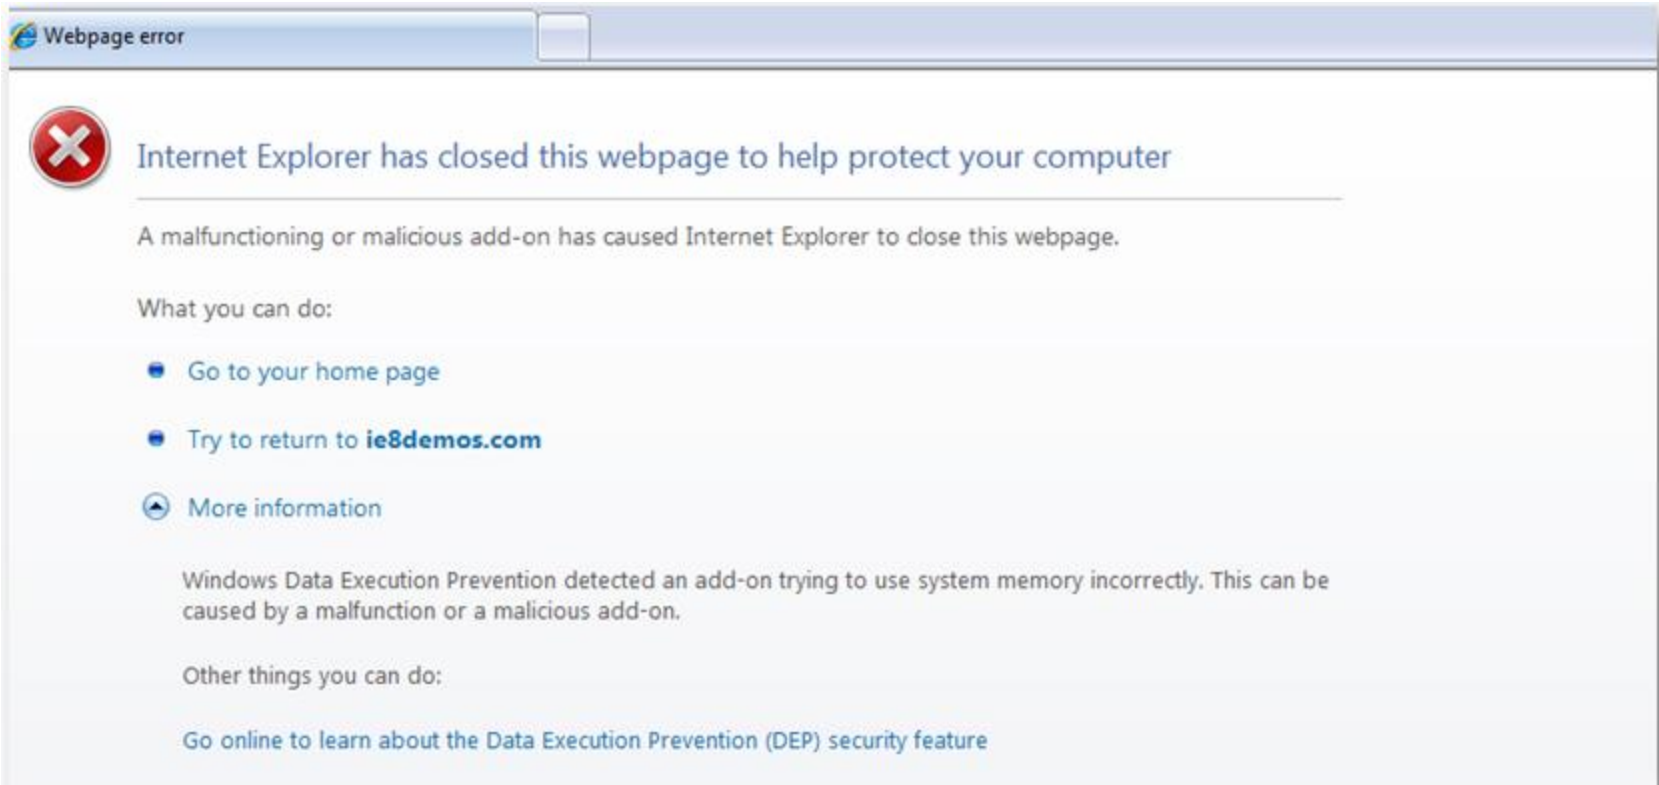 Webpage error
Internet Explorer has closed this webpage to help protect your computer
A malfunctioning or malicious add-on has caused Internet Explorer to close this webpage.
What you can do:
Go to your home page
Try to return to ie8demos.com
More information
Windows Data Execution Prevention detected an add-on trying to use system memory incorrectly. This can be
caused by a malfunction or a malicious add-on.
Other things you can do:
Go online to learn about the Data Execution Prevention (DEP) security feature